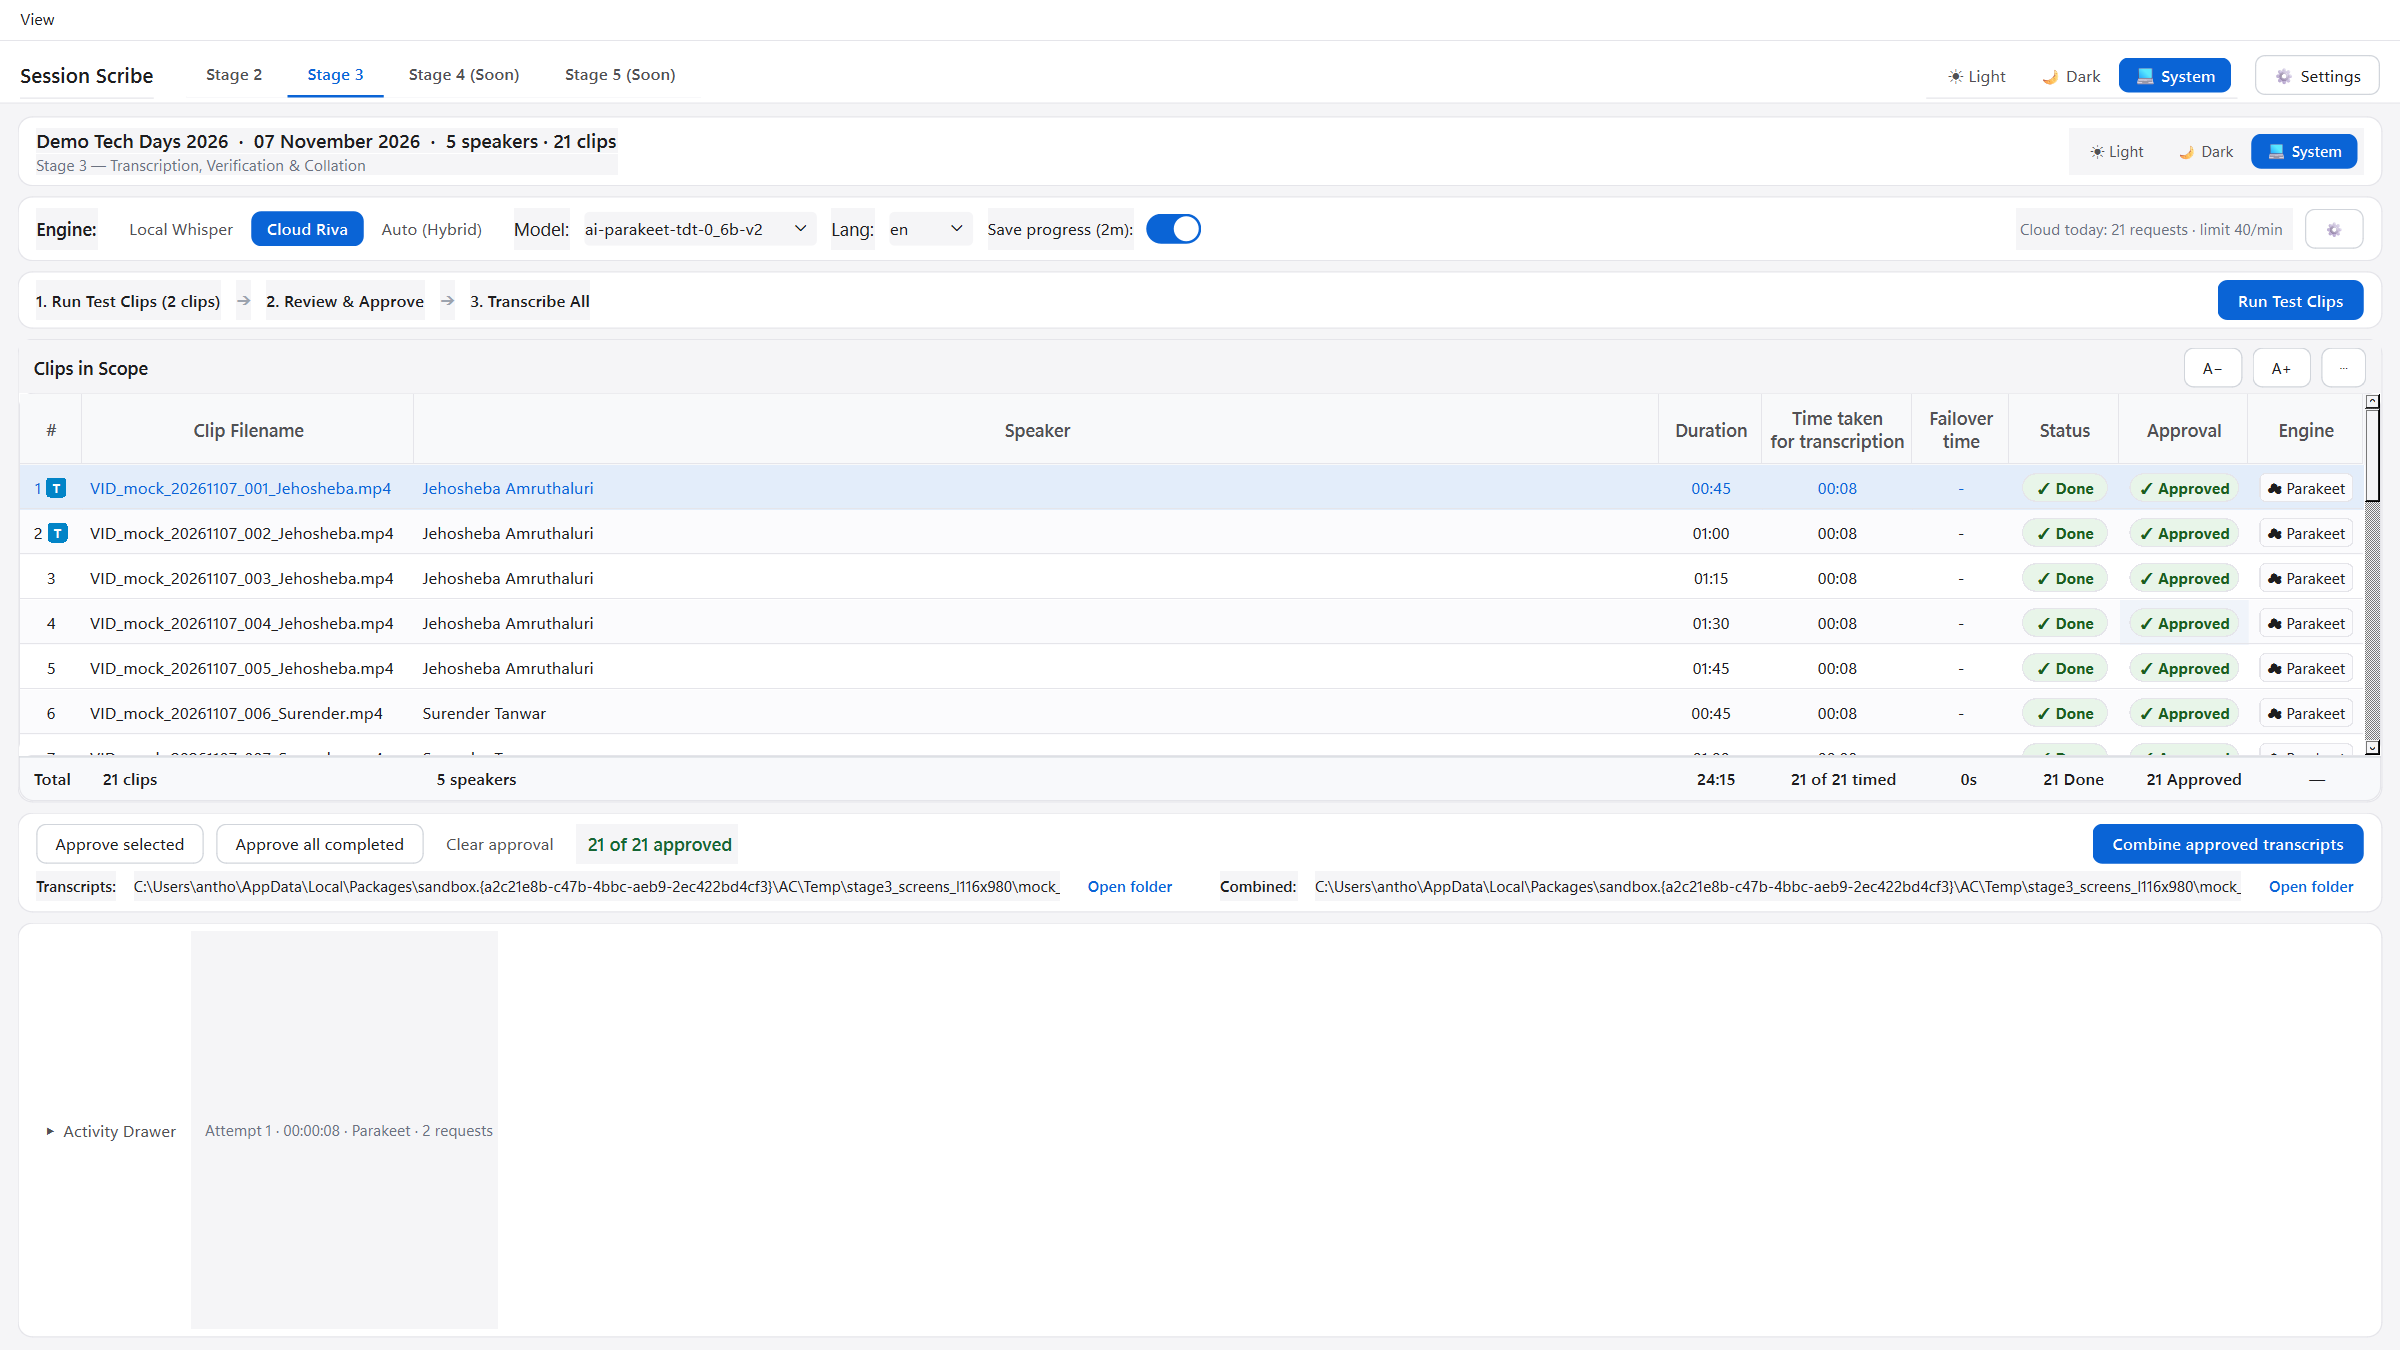 View
Session Scribe Stage 2 Stage 3 Stage 4 (Soon) Stage 5 (Soon) Light Dark System Settings
Demo Tech Days 2026 · 07 November 2026 · 5 speakers · 21 clips
Stage 3 — Transcription, Verification & Collation
Light Dark System
Engine: Local Whisper Cloud Riva Auto (Hybrid) Model: ai-parakeet-tdt-0_6b-v2 Lang: en Save progress (2m): Cloud today: 21 requests · limit 40/min
1. Run Test Clips (2 clips) → 2. Review & Approve → 3. Transcribe All Run Test Clips
Clips in Scope A− A+ ...
# Clip Filename Speaker Duration Time taken for transcription Failover time Status Approval Engine
1 T VID_mock_20261107_001_Jehosheba.mp4 Jehosheba Amruthaluri 00:45 00:08 - ✓ Done ✓ Approved Parakeet
2 T VID_mock_20261107_002_Jehosheba.mp4 Jehosheba Amruthaluri 01:00 00:08 - ✓ Done ✓ Approved Parakeet
3 VID_mock_20261107_003_Jehosheba.mp4 Jehosheba Amruthaluri 01:15 00:08 - ✓ Done ✓ Approved Parakeet
4 VID_mock_20261107_004_Jehosheba.mp4 Jehosheba Amruthaluri 01:30 00:08 - ✓ Done ✓ Approved Parakeet
5 VID_mock_20261107_005_Jehosheba.mp4 Jehosheba Amruthaluri 01:45 00:08 - ✓ Done ✓ Approved Parakeet
6 VID_mock_20261107_006_Surender.mp4 Surender Tanwar 00:45 00:08 - ✓ Done ✓ Approved Parakeet
Total 21 clips 5 speakers 24:15 21 of 21 timed 0s 21 Done 21 Approved —
Approve selected Approve all completed Clear approval 21 of 21 approved Combine approved transcripts
Transcripts: C:\Users\antho\AppData\Local\Packages\sandbox.{a2c21e8b-c47b-4bbc-aeb9-2ec422bd4cf3}\AC\Temp\stage3_screens_l116x980\mock_ Open folder Combined: C:\Users\antho\AppData\Local\Packages\sandbox.{a2c21e8b-c47b-4bbc-aeb9-2ec422bd4cf3}\AC\Temp\stage3_screens_l116x980\mock_ Open folder
▸ Activity Drawer Attempt 1 · 00:00:08 · Parakeet · 2 requests